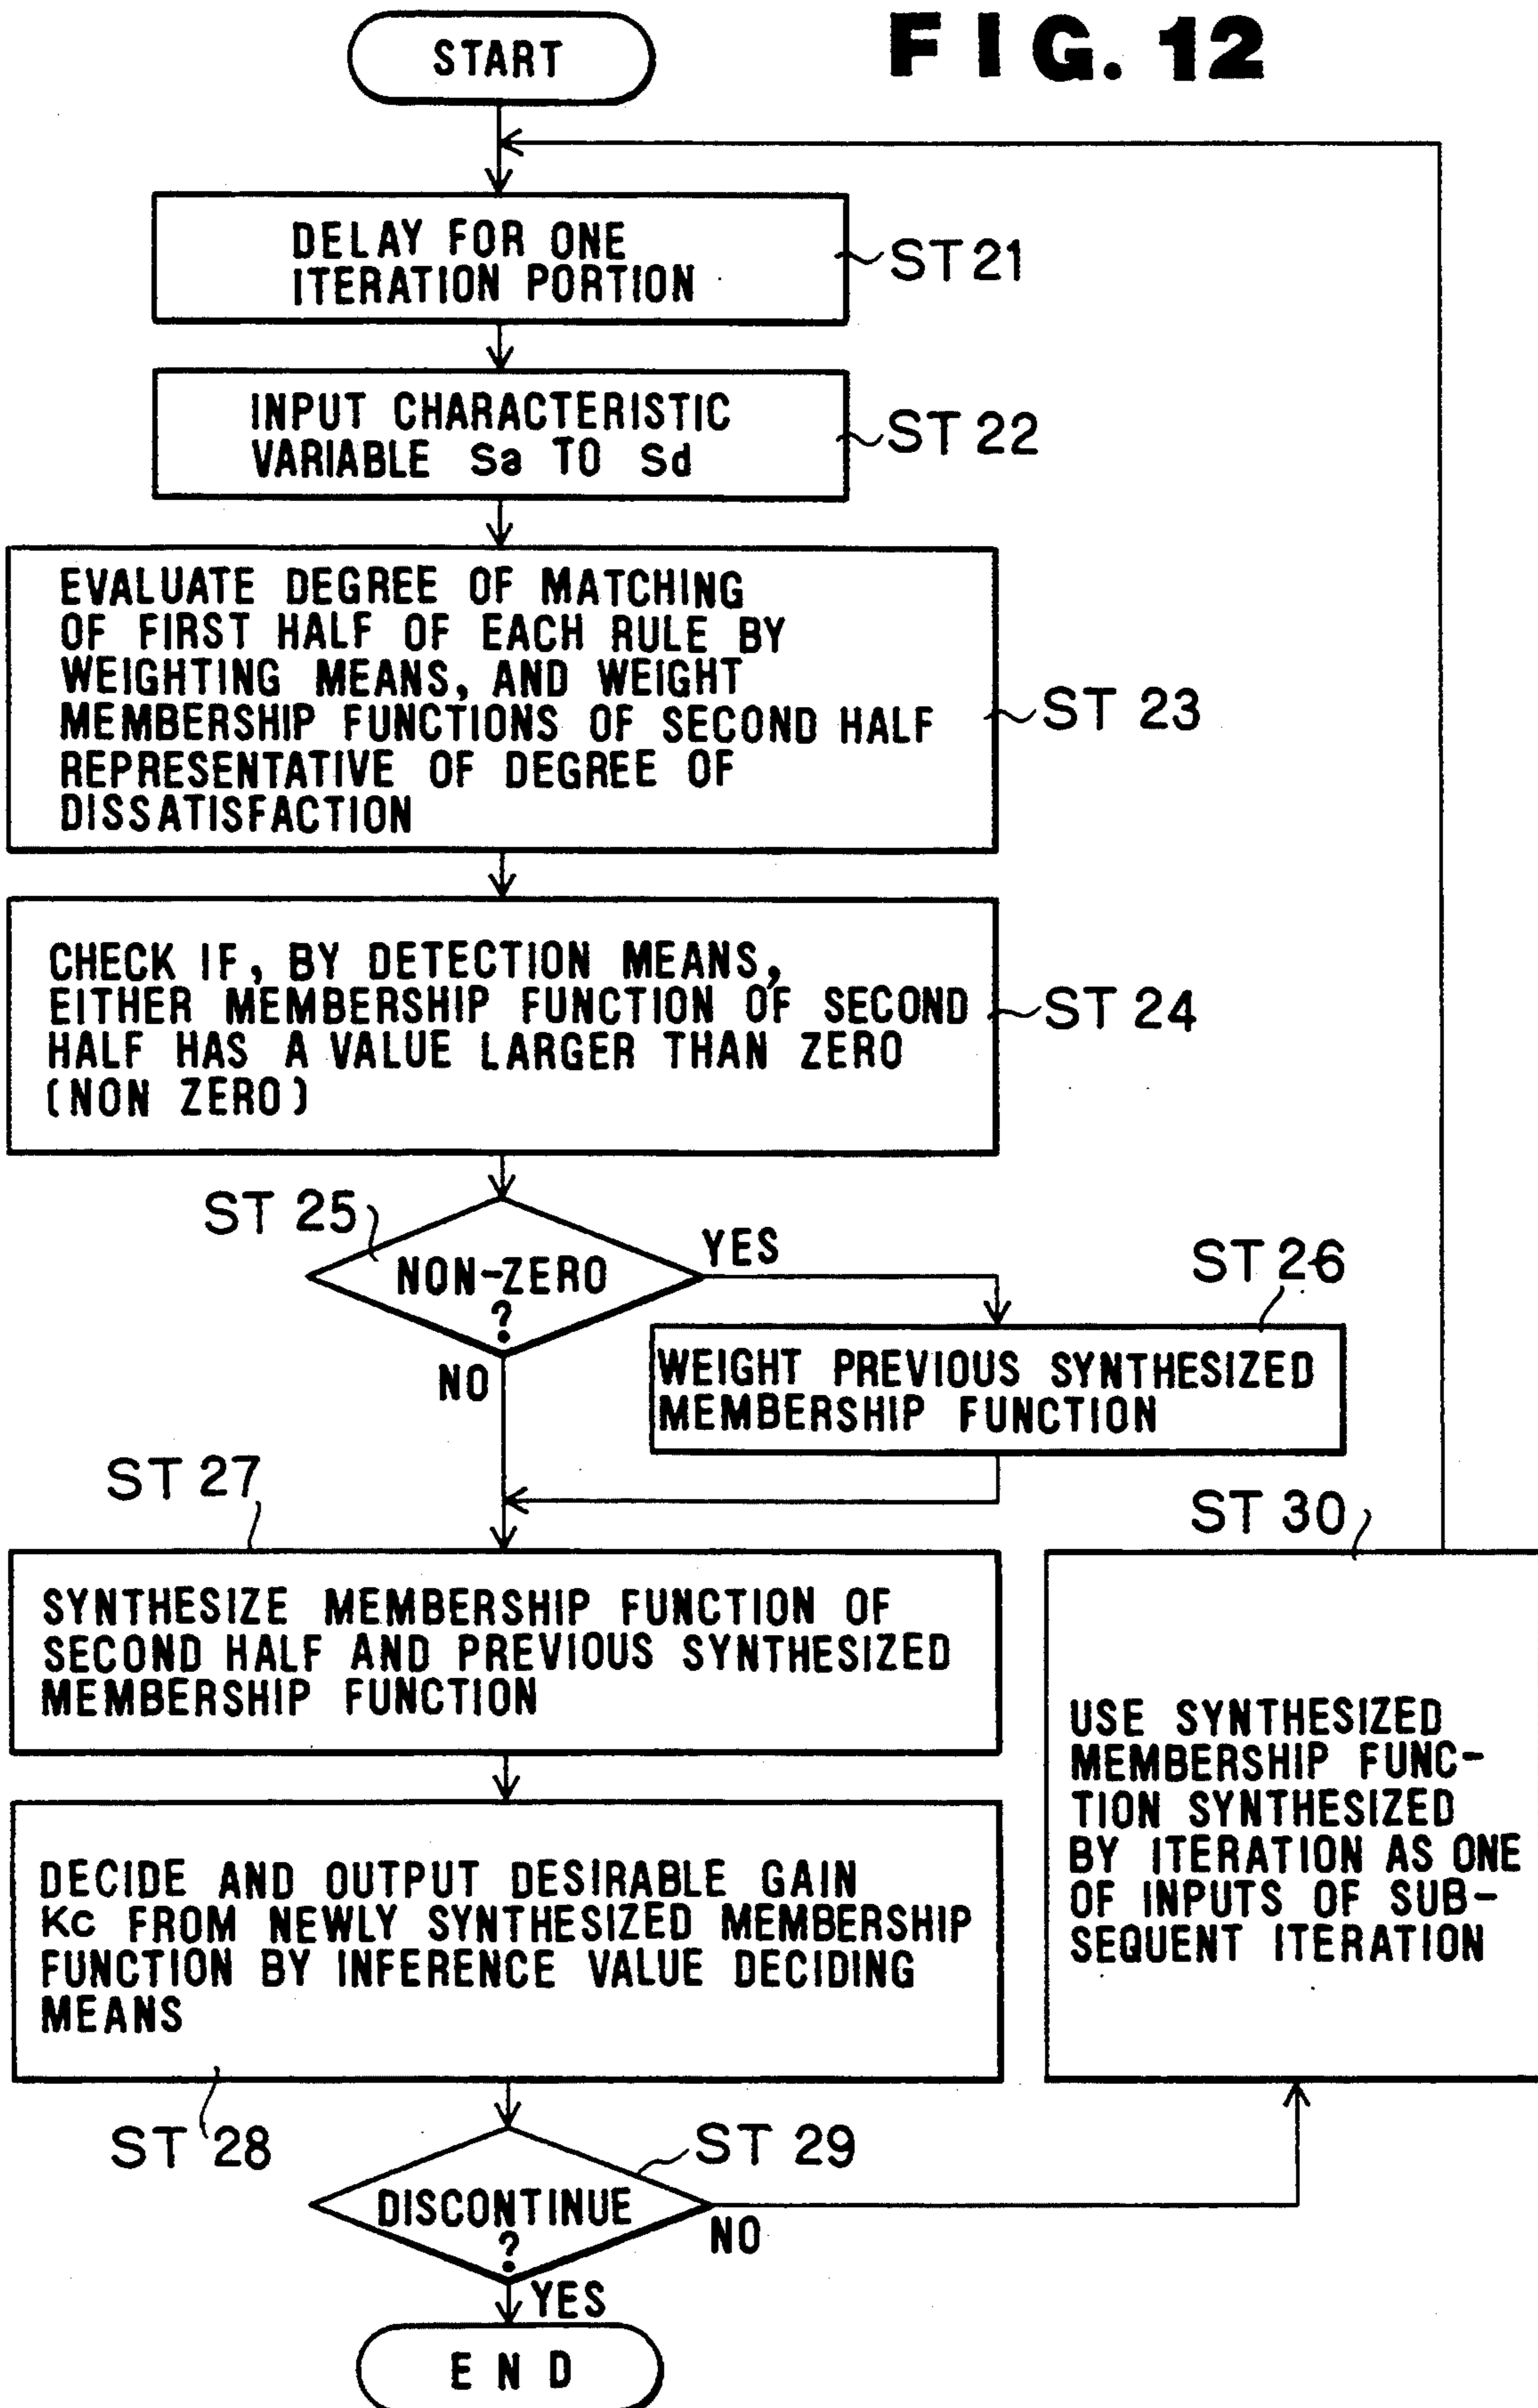 FIG. 12
START
DELAY FOR ONE
ITERATION PORTION
ST 21
INPUT CHARACTERISTIC
VARIABLE Sa TO Sd
ST 22
EVALUATE DEGREE OF MATCHING
OF FIRST HALF OF EACH RULE BY
WEIGHTING MEANS, AND WEIGHT
MEMBERSHIP FUNCTIONS OF SECOND HALF
REPRESENTATIVE OF DEGREE OF
DISSATISFACTION
ST 23
CHECK IF, BY DETECTION MEANS,
EITHER MEMBERSHIP FUNCTION OF SECOND
HALF HAS A VALUE LARGER THAN ZERO
(NON ZERO)
ST 24
ST 25
NON-ZERO
?
YES
NO
ST 26
WEIGHT PREVIOUS SYNTHESIZED
MEMBERSHIP FUNCTION
ST 27
SYNTHESIZE MEMBERSHIP FUNCTION OF
SECOND HALF AND PREVIOUS SYNTHESIZED
MEMBERSHIP FUNCTION
DECIDE AND OUTPUT DESIRABLE GAIN
Kc FROM NEWLY SYNTHESIZED MEMBERSHIP
FUNCTION BY INFERENCE VALUE DECIDING
MEANS
ST 28
ST 29
DISCONTINUE
?
NO
YES
END
ST 30
USE SYNTHESIZED
MEMBERSHIP FUNC-
TION SYNTHESIZED
BY ITERATION AS ONE
OF INPUTS OF SUB-
SEQUENT ITERATION